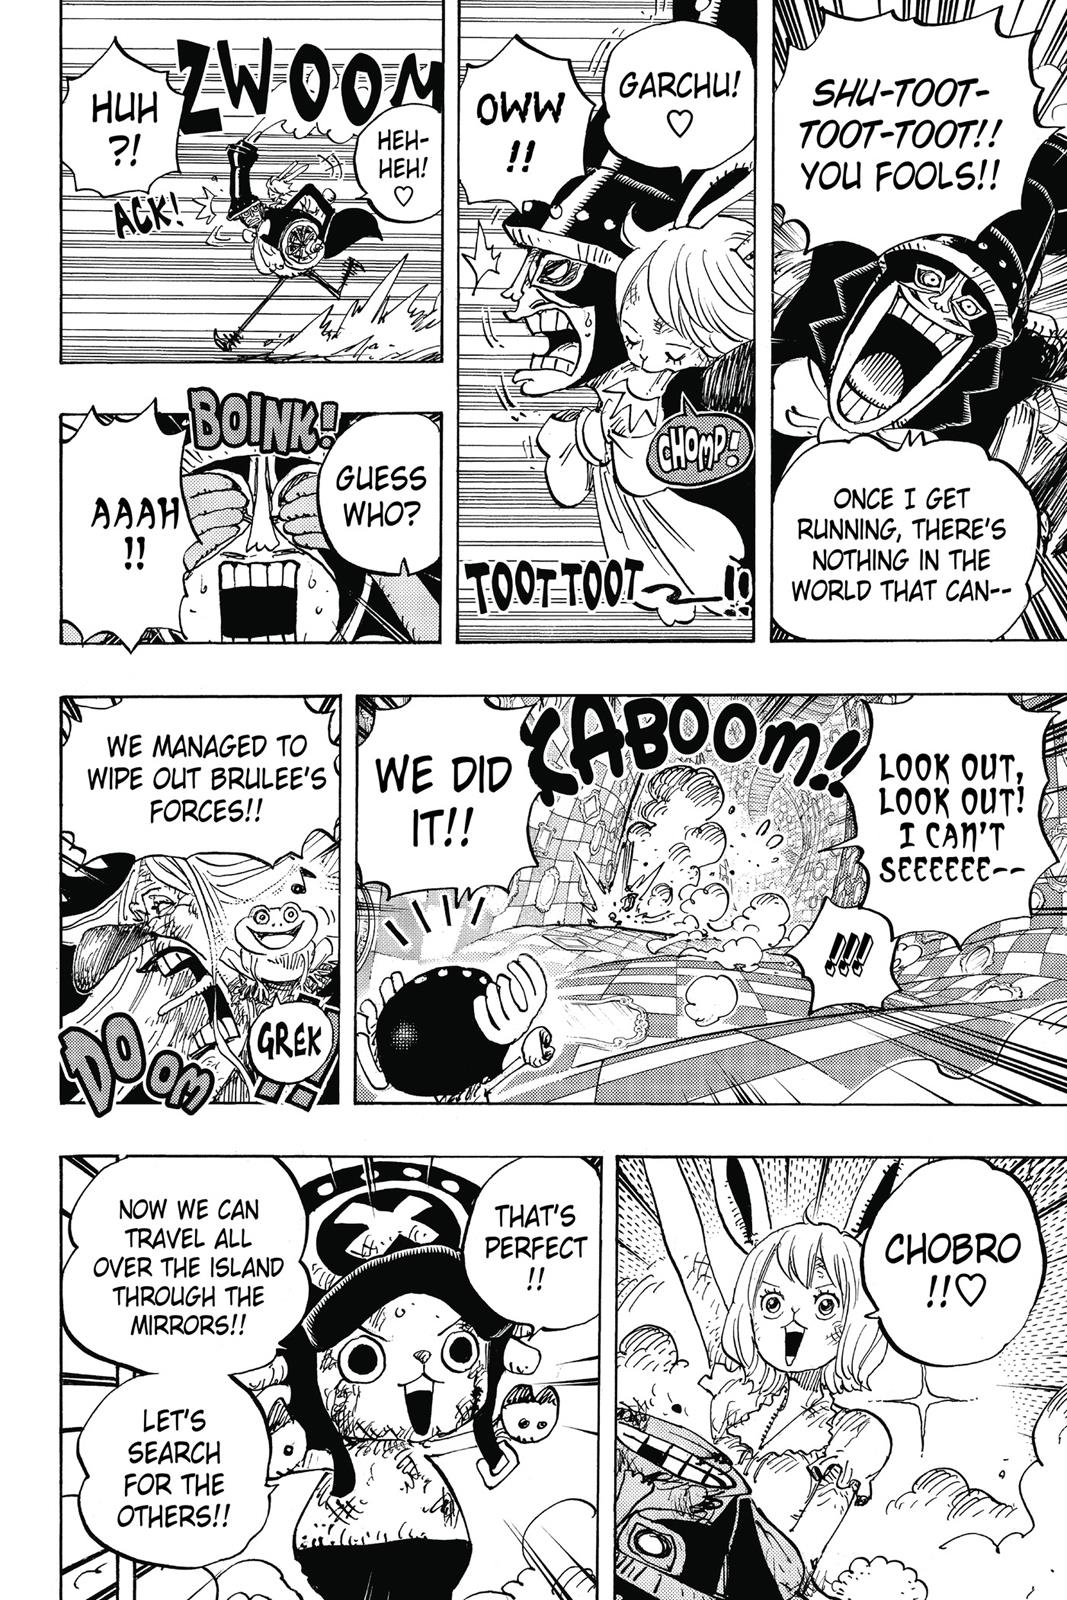 SHU-TOOT-
TOOT-TOOT!!
YOU FOOLS!!
ONCE I GET
RUNNING, THERE'S
NOTHING IN THE
WORLD THAT CAN--
GARCHU!
♡
OWW
!!
CHOMP!
TOOT TOOT~!!
ZWOOM
HEH-
HEH!
♡
HUH
?!
ACK!
BOINK!
GUESS
WHO?
AAAH
!!
LOOK OUT,
LOOK OUT!
I CAN'T
SEEEEEE--
KABOOM!!
!!!
WE DID
IT!!
WE MANAGED TO
WIPE OUT BRULEE'S
FORCES!!
GREK
DOOM
!!
CHOBRO
!!♡
THAT'S
PERFECT
!!
NOW WE CAN
TRAVEL ALL
OVER THE ISLAND
THROUGH THE
MIRRORS!!
LET'S
SEARCH
FOR THE
OTHERS!!